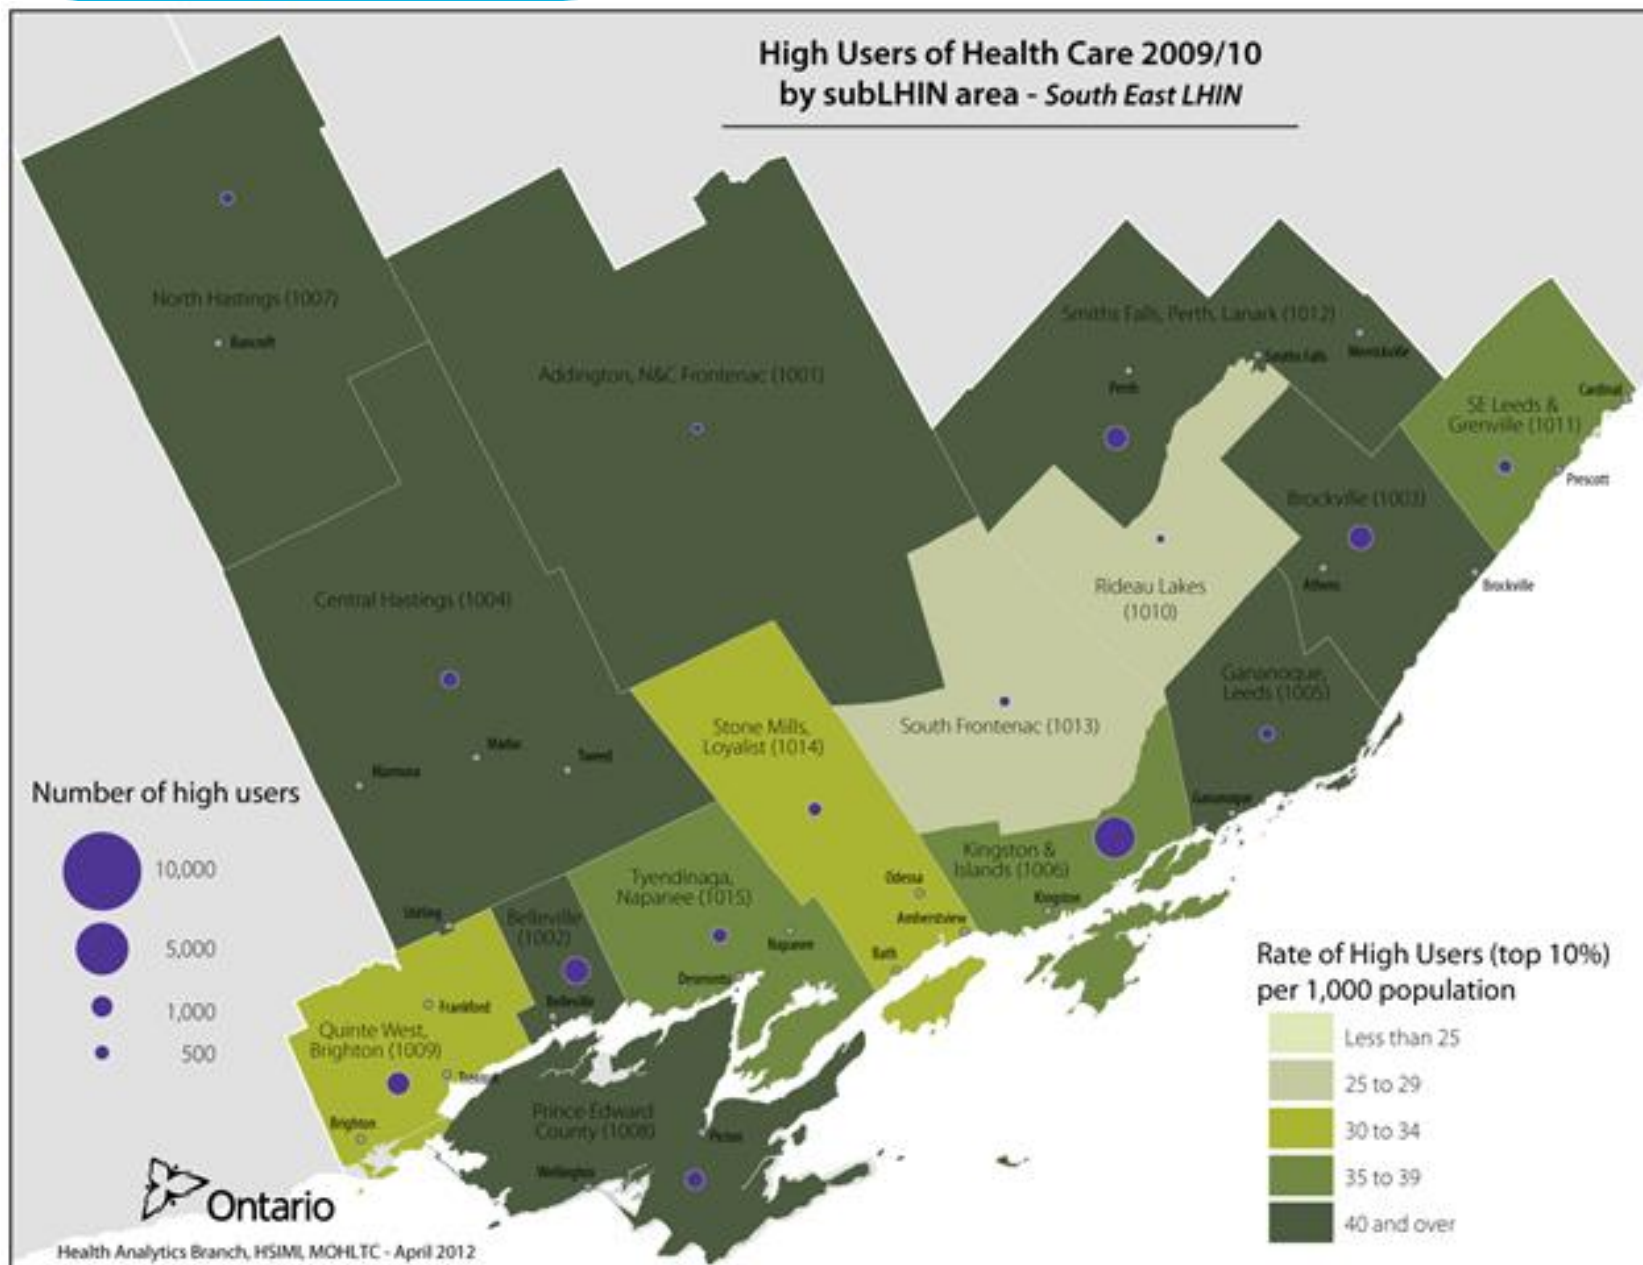 High Users of Health Care 2009/10
by subLHIN area - South East LHIN
North Hastings (1007)
Bancroft
Addington, N&C Frontenac (1001)
Smiths Falls, Perth, Lanark (1012)
Smiths Falls
Merrickville
Perth
Cardinal
SE Leeds &
Grenville (1011)
Prescott
Brockville (1003)
Athens
Brockville
Rideau Lakes
(1010)
Central Hastings (1004)
Gananoque,
Leeds (1005)
Stone Mills,
Loyalist (1014)
South Frontenac (1013)
Madoc
Tweed
Marmora
Gananoque
Number of high users
10,000
5,000
1,000
500
Kingston &
Islands (1006)
Kingston
Tyendinaga,
Napanee (1015)
Odessa
Amherstview
Bath
Napanee
Deseronto
Stirling
Belleville
(1002)
Belleville
Frankford
Quinte West,
Brighton (1009)
Trenton
Brighton
Prince Edward
County (1008)
Picton
Wellington
Rate of High Users (top 10%)
per 1,000 population
Less than 25
25 to 29
30 to 34
35 to 39
40 and over
Ontario
Health Analytics Branch, HSIMI, MOHLTC - April 2012